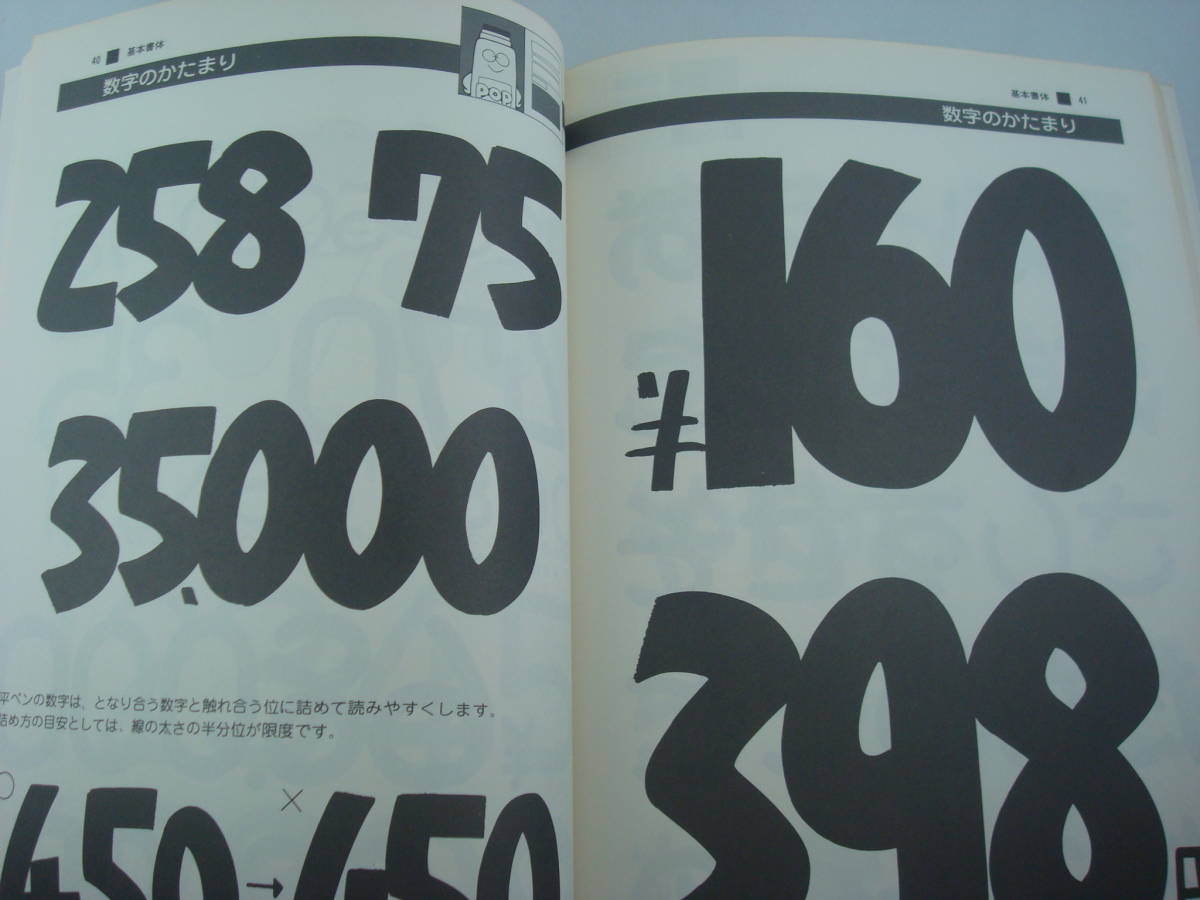 40 ■ 基本書体
数字のかたまり
pop
258 75
35,000
平ペンの数字は、となり合う数字と触れ合う位に詰めて読みやすくします。
詰め方の目安としては、線の太さの半分位が限度です。
○ 450 → × 450
基本書体 ■ 41
数字のかたまり
¥160
398円